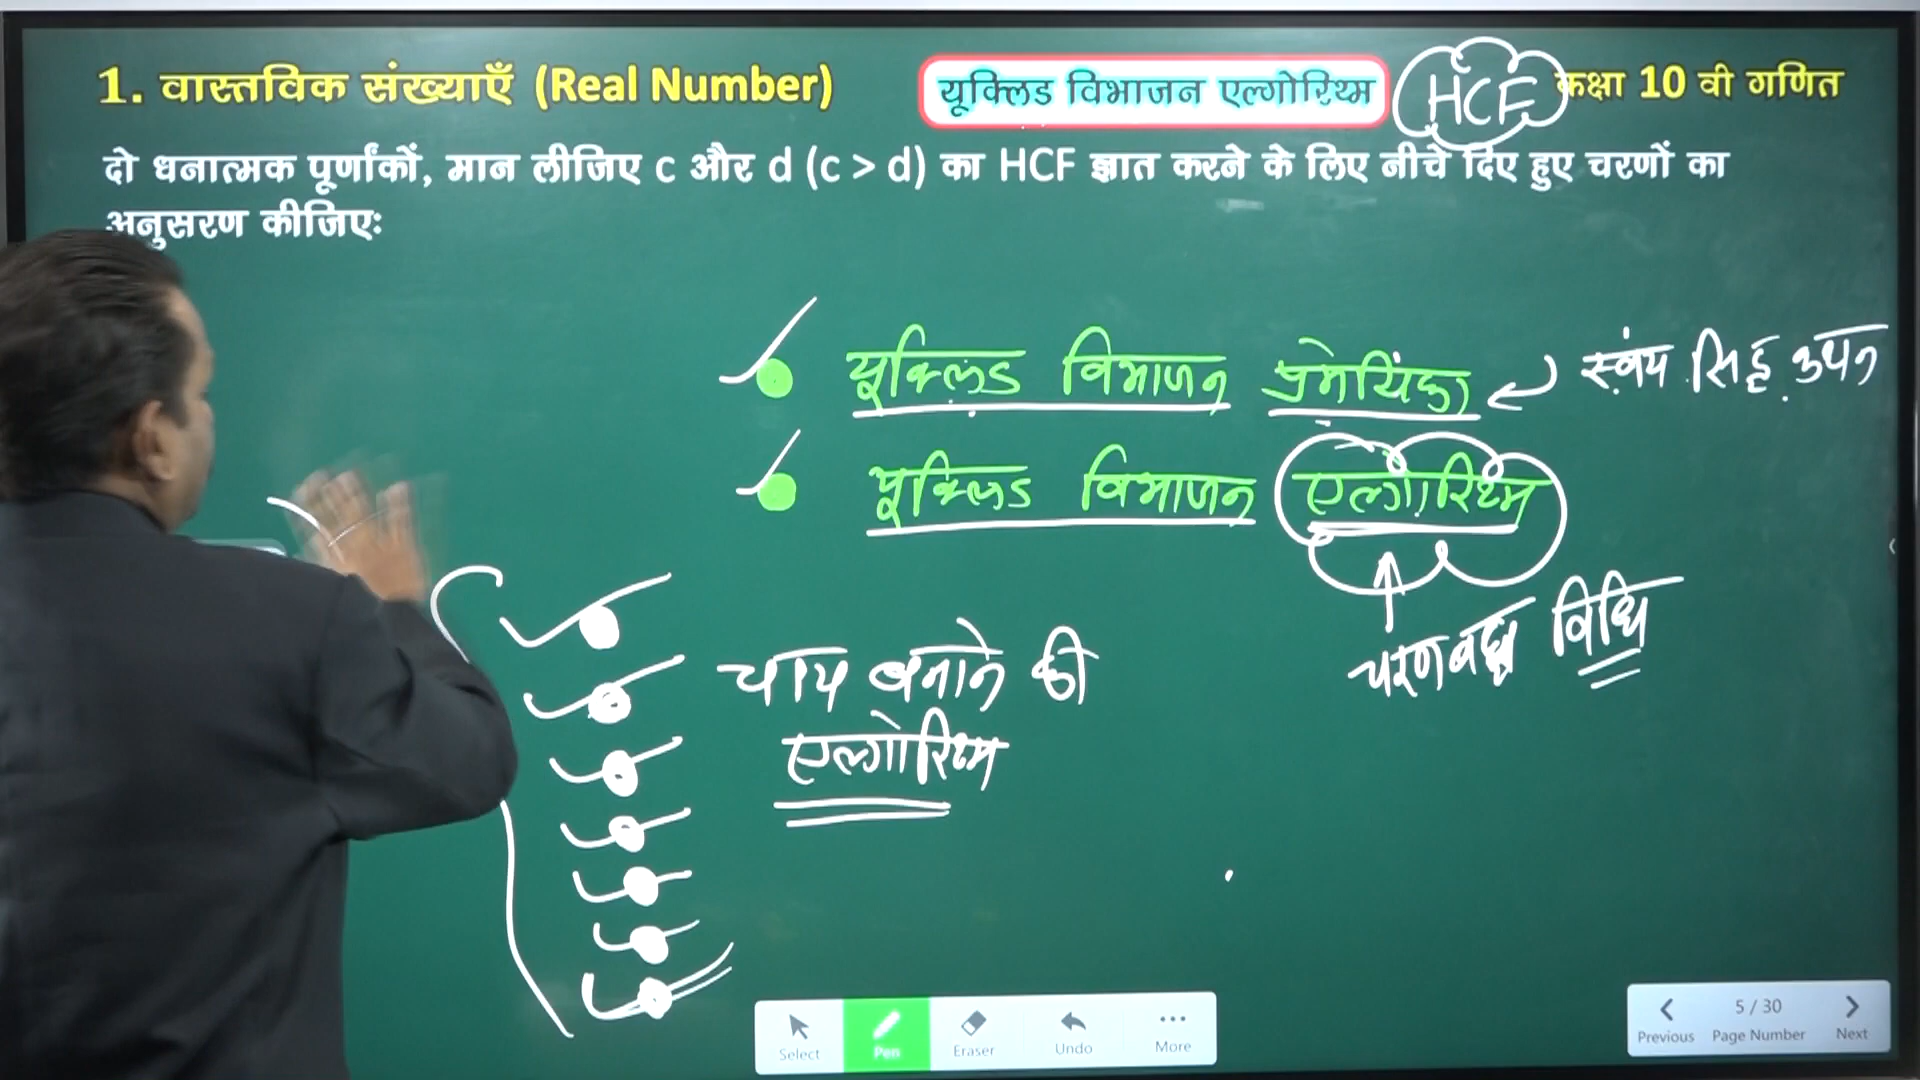 1. वास्तविक संख्याएँ (Real Number) यूक्लिड विभाजन एल्गोरिथ्म HCF कक्षा 10 वी गणित
दो धनात्मक पूर्णांकों, मान लीजिए c और d (c > d) का HCF ज्ञात करने के लिए नीचे दिए हुए चरणों का
अनुसरण कीजिएः
यूक्लिड विभाजन प्रमेयिका स्वंय सिद्ध कथन
यूक्लिड विभाजन एल्गोरिथ्म
चरणबद्ध विधि
चाय बनाने की
एल्गोरिथ्म
Select Pen Eraser Undo More
5 / 30
Previous Page Number Next